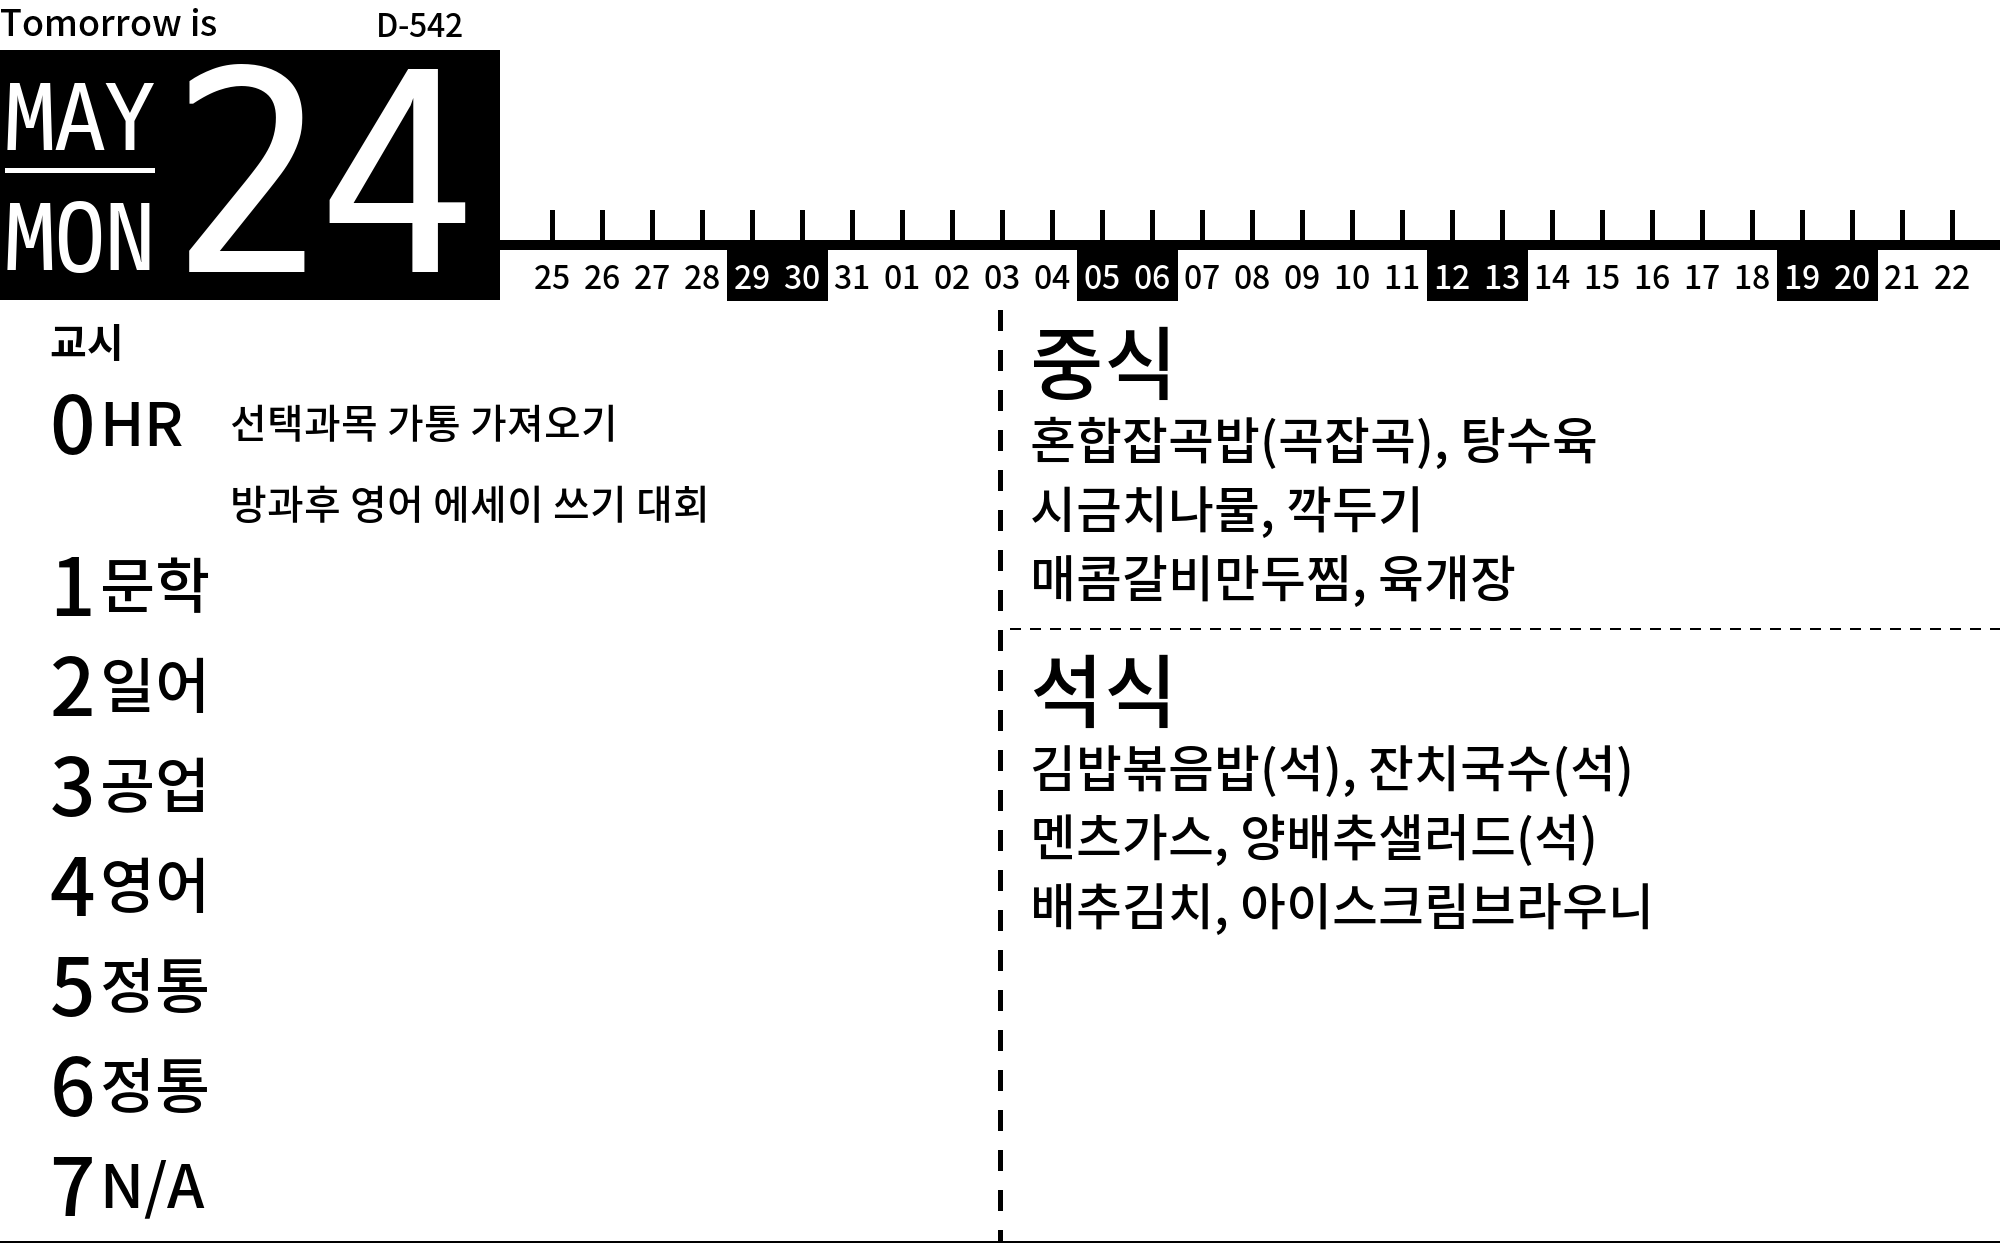 Tomorrow is D-542
MAY
MON
24
25 26 27 28 29 30 31 01 02 03 04 05 06 07 08 09 10 11 12 13 14 15 16 17 18 19 20 21 22
교시
0 HR 선택과목 가통 가져오기
방과후 영어 에세이 쓰기 대회
1 문학
2 일어
3 공업
4 영어
5 정통
6 정통
7 N/A
중식
혼합잡곡밥(곡잡곡), 탕수육
시금치나물, 깍두기
매콤갈비만두찜, 육개장
석식
김밥볶음밥(석), 잔치국수(석)
멘츠가스, 양배추샐러드(석)
배추김치, 아이스크림브라우니